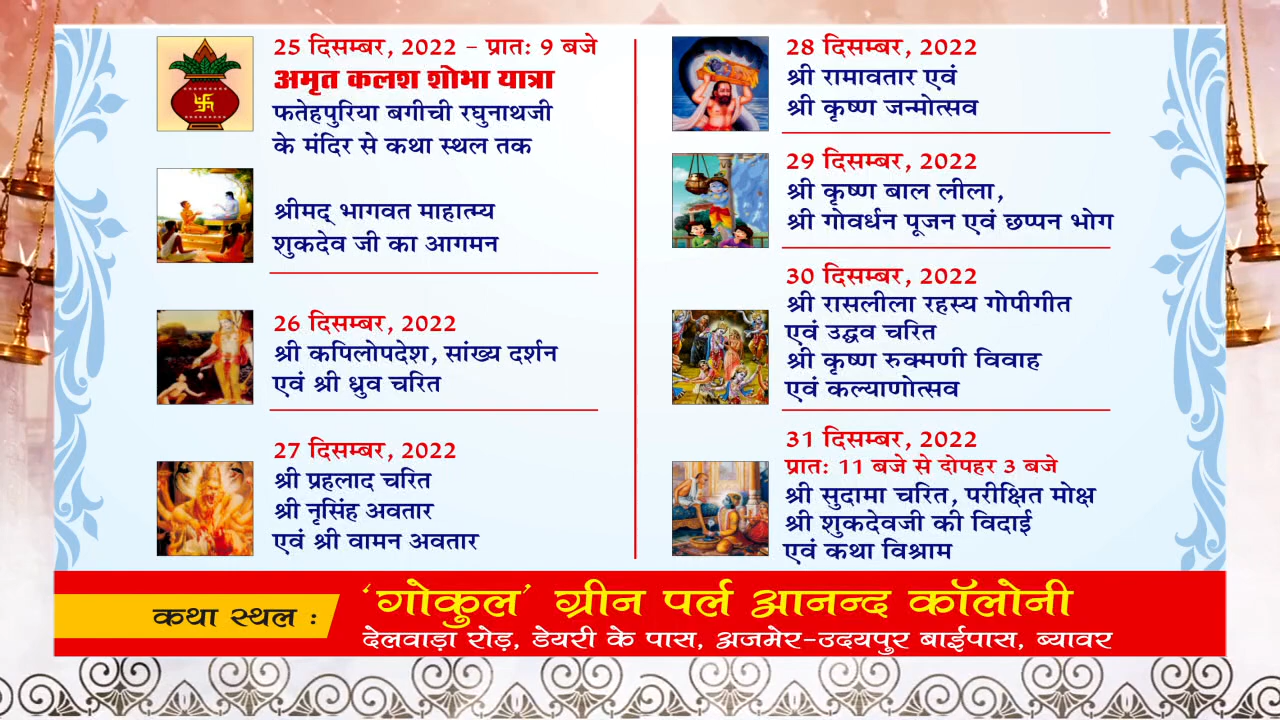 25 दिसम्बर, 2022 - प्रातः 9 बजे
अमृत कलश शोभा यात्रा
फतेहपुरिया बगीची रघुनाथजी
के मंदिर से कथा स्थल तक
श्रीमद् भागवत माहात्म्य
शुकदेव जी का आगमन
26 दिसम्बर, 2022
श्री कपिलोपदेश, सांख्य दर्शन
एवं श्री ध्रुव चरित
27 दिसम्बर, 2022
श्री प्रहलाद चरित
श्री नृसिंह अवतार
एवं श्री वामन अवतार
28 दिसम्बर, 2022
श्री रामावतार एवं
श्री कृष्ण जन्मोत्सव
29 दिसम्बर, 2022
श्री कृष्ण बाल लीला,
श्री गोवर्धन पूजन एवं छप्पन भोग
30 दिसम्बर, 2022
श्री रासलीला रहस्य गोपीगीत
एवं उद्धव चरित
श्री कृष्ण रुक्मणी विवाह
एवं कल्याणोत्सव
31 दिसम्बर, 2022
प्रातः 11 बजे से दोपहर 3 बजे
श्री सुदामा चरित, परीक्षित मोक्ष
श्री शुकदेवजी की विदाई
एवं कथा विश्राम
कथा स्थल :
‘गोकुल’ ग्रीन पर्ल आनन्द कॉलोनी
देलवाड़ा रोड़, डेयरी के पास, अजमेर-उदयपुर बाईपास, ब्यावर